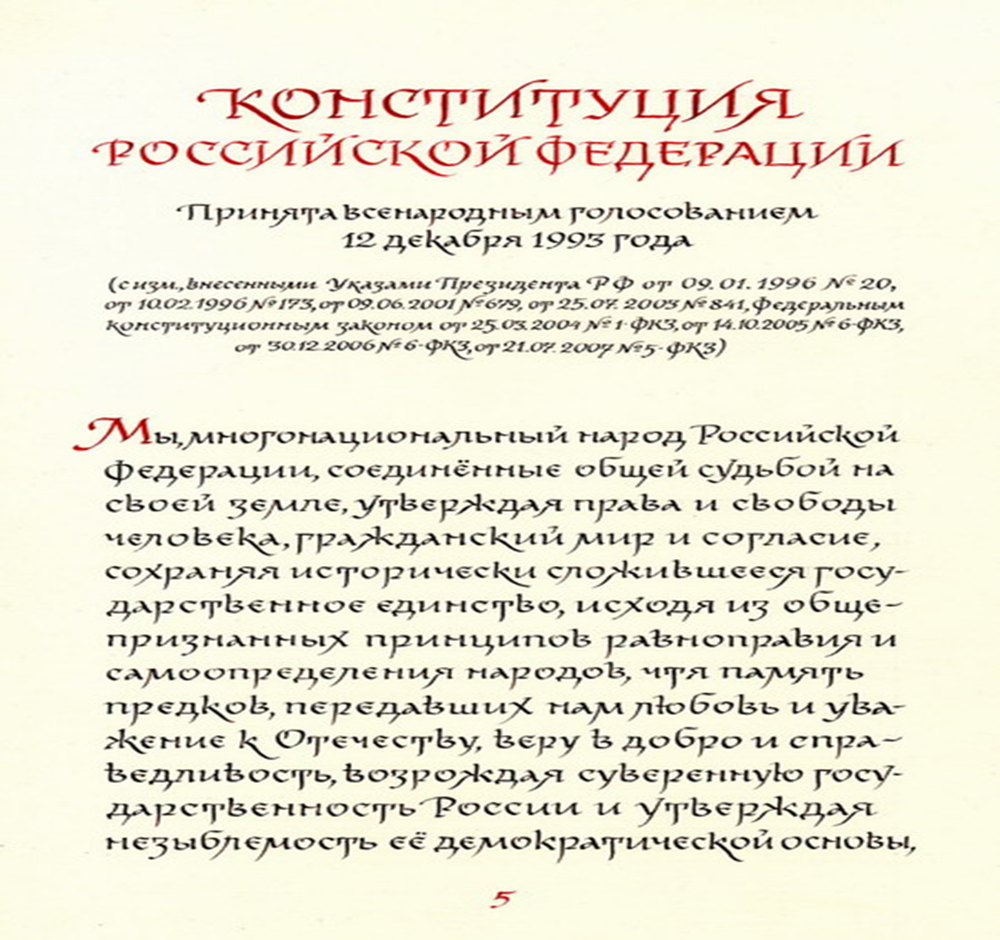 КОНСТИТУЦИЯ
РОССИЙСКОЙ ФЕДЕРАЦИИ
Принята всенародным голосованием
12 декабря 1993 года
(с изм., внесенными Указами Президента РФ от 09.01.1996 № 20,
от 10.02.1996 № 173, от 09.06.2001 № 679, от 25.07.2003 № 841, Федеральным
конституционным законом от 25.03.2004 № 1-ФКЗ, от 14.10.2005 № 6-ФКЗ,
от 30.12.2006 № 6-ФКЗ, от 21.07.2007 № 5-ФКЗ)
Мы, многонациональный народ Российской
Федерации, соединённые общей судьбой на
своей земле, утверждая права и свободы
человека, гражданский мир и согласие,
сохраняя исторически сложившееся госу-
дарственное единство, исходя из обще-
признанных принципов равноправия и
самоопределения народов, чтя память
предков, передавших нам любовь и ува-
жение к Отечеству, веру в добро и спра-
ведливость, возрождая суверенную госу-
дарственность России и утверждая
незыблемость её демократической основы,
5